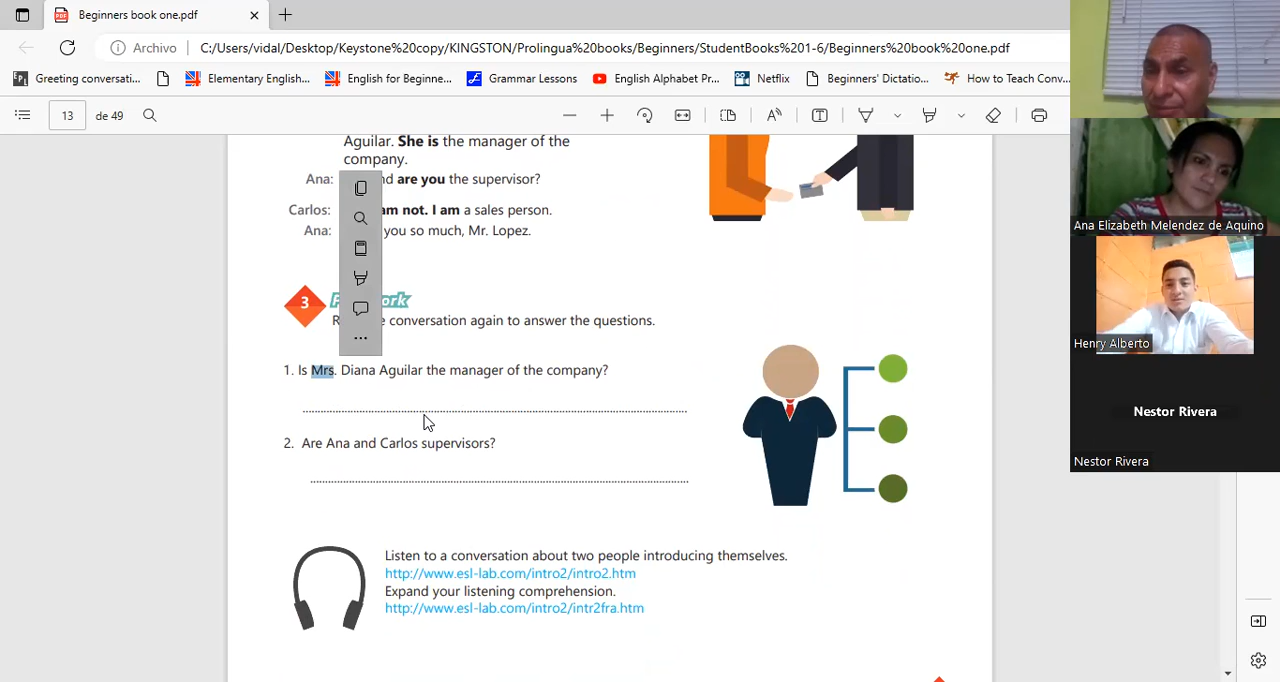 Beginners book one.pdf
Archivo C:/Users/vidal/Desktop/Keystone%20copy/KINGSTON/Prolingua%20books/Beginners/StudentBooks%201-6/Beginners%20book%20one.pdf
Greeting conversati... Elementary English... English for Beginne... Grammar Lessons English Alphabet Pr... Netflix Beginners' Dictatio... How to Teach Conv...
13 de 49
Aguilar. She is the manager of the
company.
Ana: nd are you the supervisor?
Carlos: am not. I am a sales person.
Ana: you so much, Mr. Lopez.
3
conversation again to answer the questions.
1. Is Mrs. Diana Aguilar the manager of the company?
2. Are Ana and Carlos supervisors?
Listen to a conversation about two people introducing themselves.
http://www.esl-lab.com/intro2/intro2.htm
Expand your listening comprehension.
http://www.esl-lab.com/intro2/intr2fra.htm
Ana Elizabeth Melendez de Aquino
Henry Alberto
Nestor Rivera
Nestor Rivera